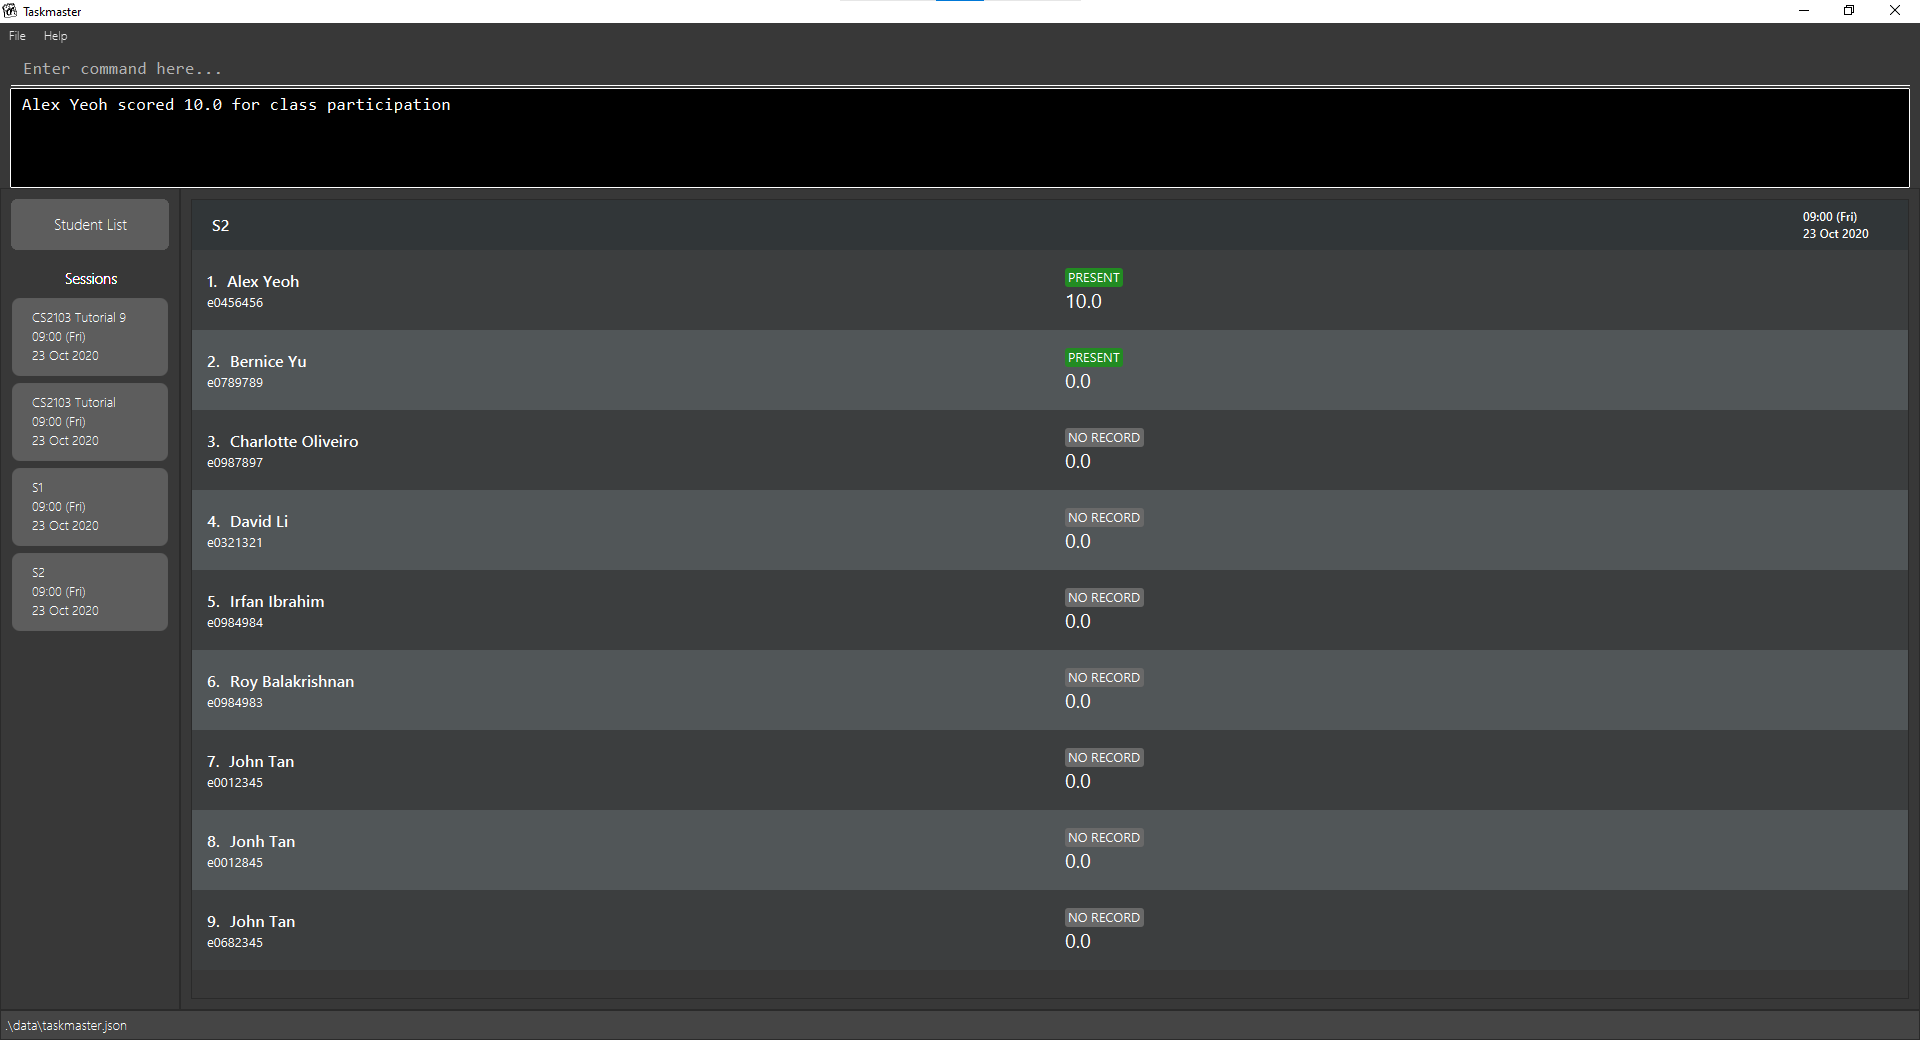 Taskmaster
File Help
Enter command here...
Alex Yeoh scored 10.0 for class participation
Student List
Sessions
CS2103 Tutorial 9
09:00 (Fri)
23 Oct 2020
CS2103 Tutorial
09:00 (Fri)
23 Oct 2020
S1
09:00 (Fri)
23 Oct 2020
S2
09:00 (Fri)
23 Oct 2020
S2
09:00 (Fri)
23 Oct 2020
1. Alex Yeoh
e0456456
PRESENT
10.0
2. Bernice Yu
e0789789
PRESENT
0.0
3. Charlotte Oliveiro
e0987897
NO RECORD
0.0
4. David Li
e0321321
NO RECORD
0.0
5. Irfan Ibrahim
e0984984
NO RECORD
0.0
6. Roy Balakrishnan
e0984983
NO RECORD
0.0
7. John Tan
e0012345
NO RECORD
0.0
8. Jonh Tan
e0012845
NO RECORD
0.0
9. John Tan
e0682345
NO RECORD
0.0
.\data\taskmaster.json